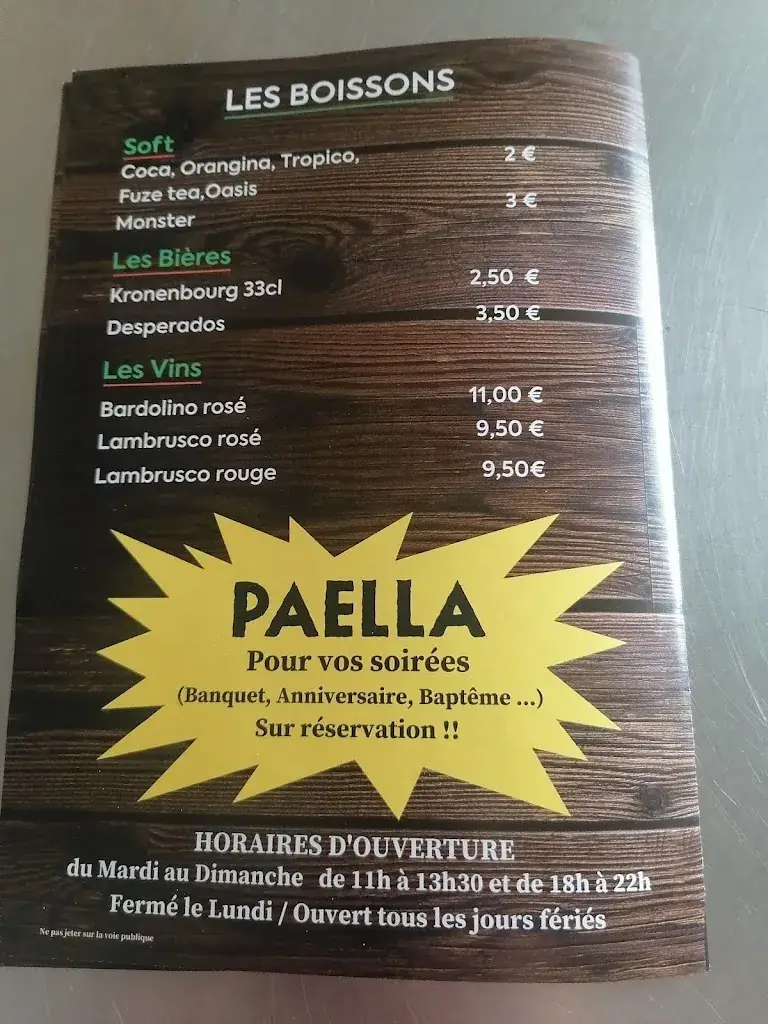 LES BOISSONS
Soft
Coca, Orangina, Tropico, 2 €
Fuze tea,Oasis
Monster 3 €
Les Bières
Kronenbourg 33cl 2,50 €
Desperados 3,50 €
Les Vins
Bardolino rosé 11,00 €
Lambrusco rosé 9,50 €
Lambrusco rouge 9,50€
PAELLA
Pour vos soirées
(Banquet, Anniversaire, Baptême ...)
Sur réservation !!
HORAIRES D'OUVERTURE
du Mardi au Dimanche de 11h à 13h30 et de 18h à 22h
Fermé le Lundi / Ouvert tous les jours fériés
Ne pas jeter sur la voie publique